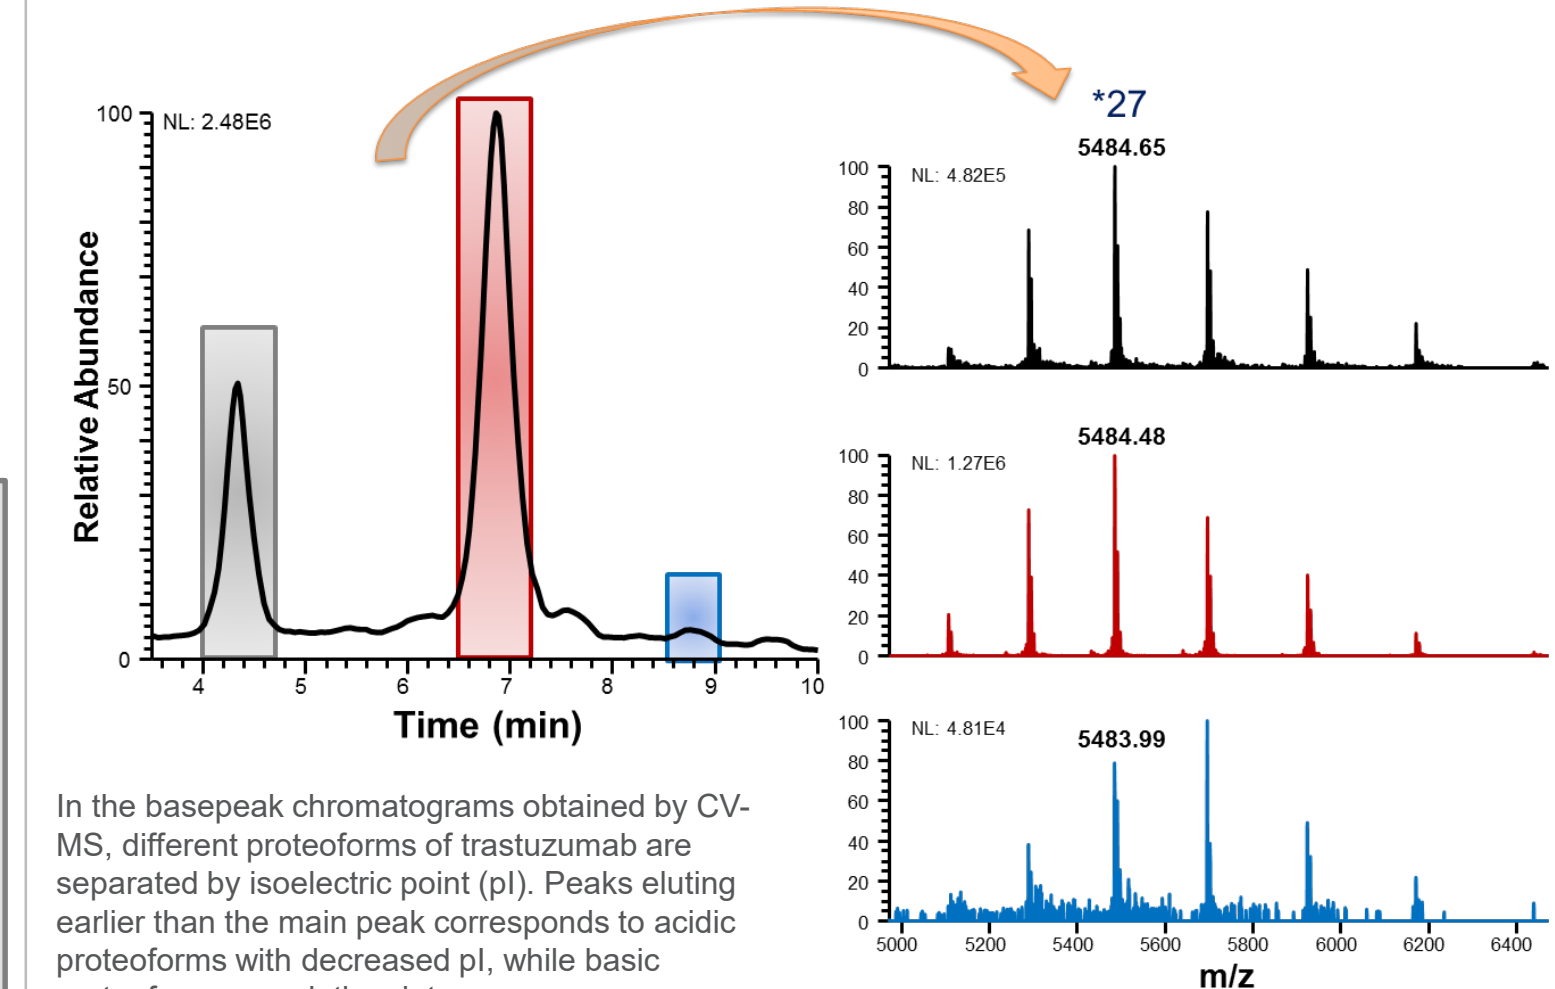 *27
5484.65
100
NL: 2.48E6
50
0
Relative Abundance
4 5 6 7 8 9 10
Time (min)
100
NL: 4.82E5
80
60
40
20
0
5484.48
100
NL: 1.27E6
80
60
40
20
0
5483.99
100
NL: 4.81E4
80
60
40
20
0
5000 5200 5400 5600 5800 6000 6200 6400
m/z
In the basepeak chromatograms obtained by CV-
MS, different proteoforms of trastuzumab are
separated by isoelectric point (pI). Peaks eluting
earlier than the main peak corresponds to acidic
proteoforms with decreased pI, while basic